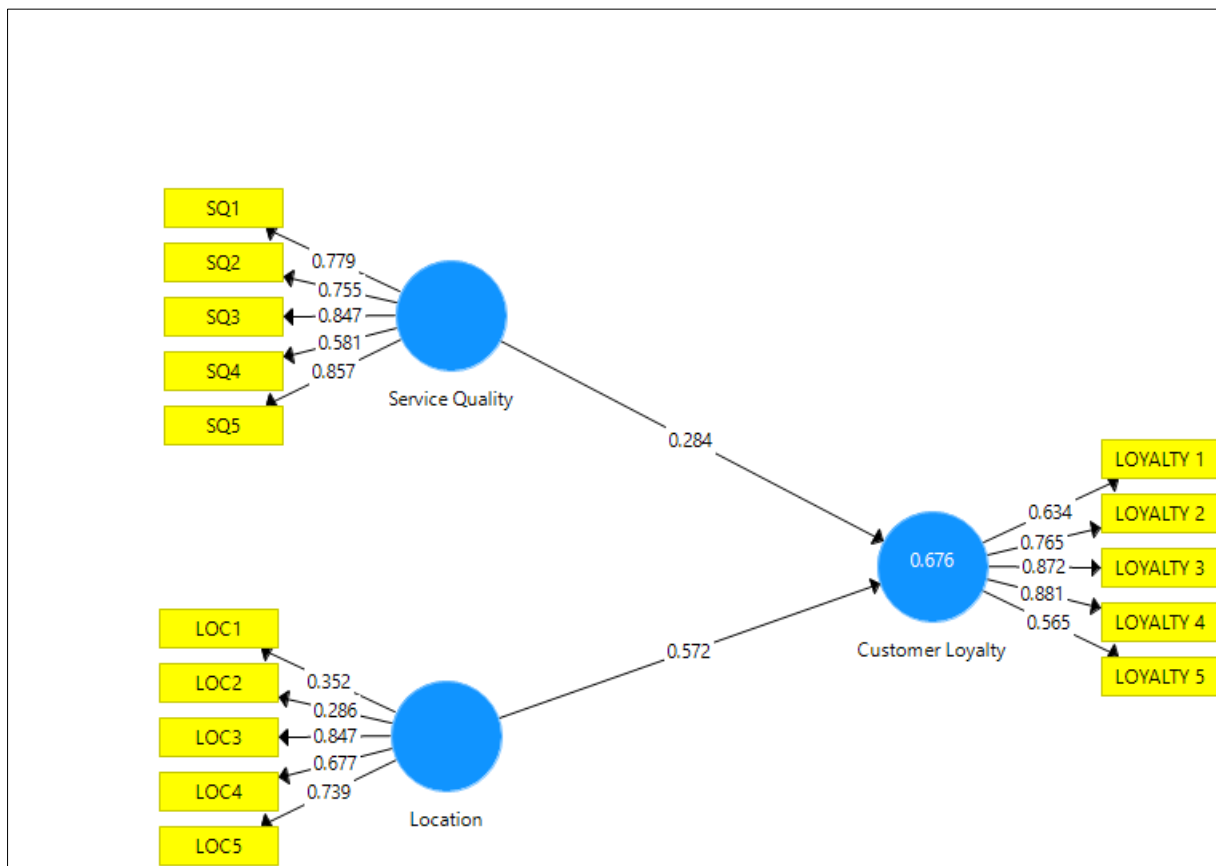 SQ1
SQ2
SQ3
SQ4
SQ5
0.779
0.755
0.847
0.581
0.857
Service Quality
0.284
LOC1
LOC2
LOC3
LOC4
LOC5
0.352
0.286
0.847
0.677
0.739
Location
0.572
0.676
Customer Loyalty
0.634
0.765
0.872
0.881
0.565
LOYALTY 1
LOYALTY 2
LOYALTY 3
LOYALTY 4
LOYALTY 5